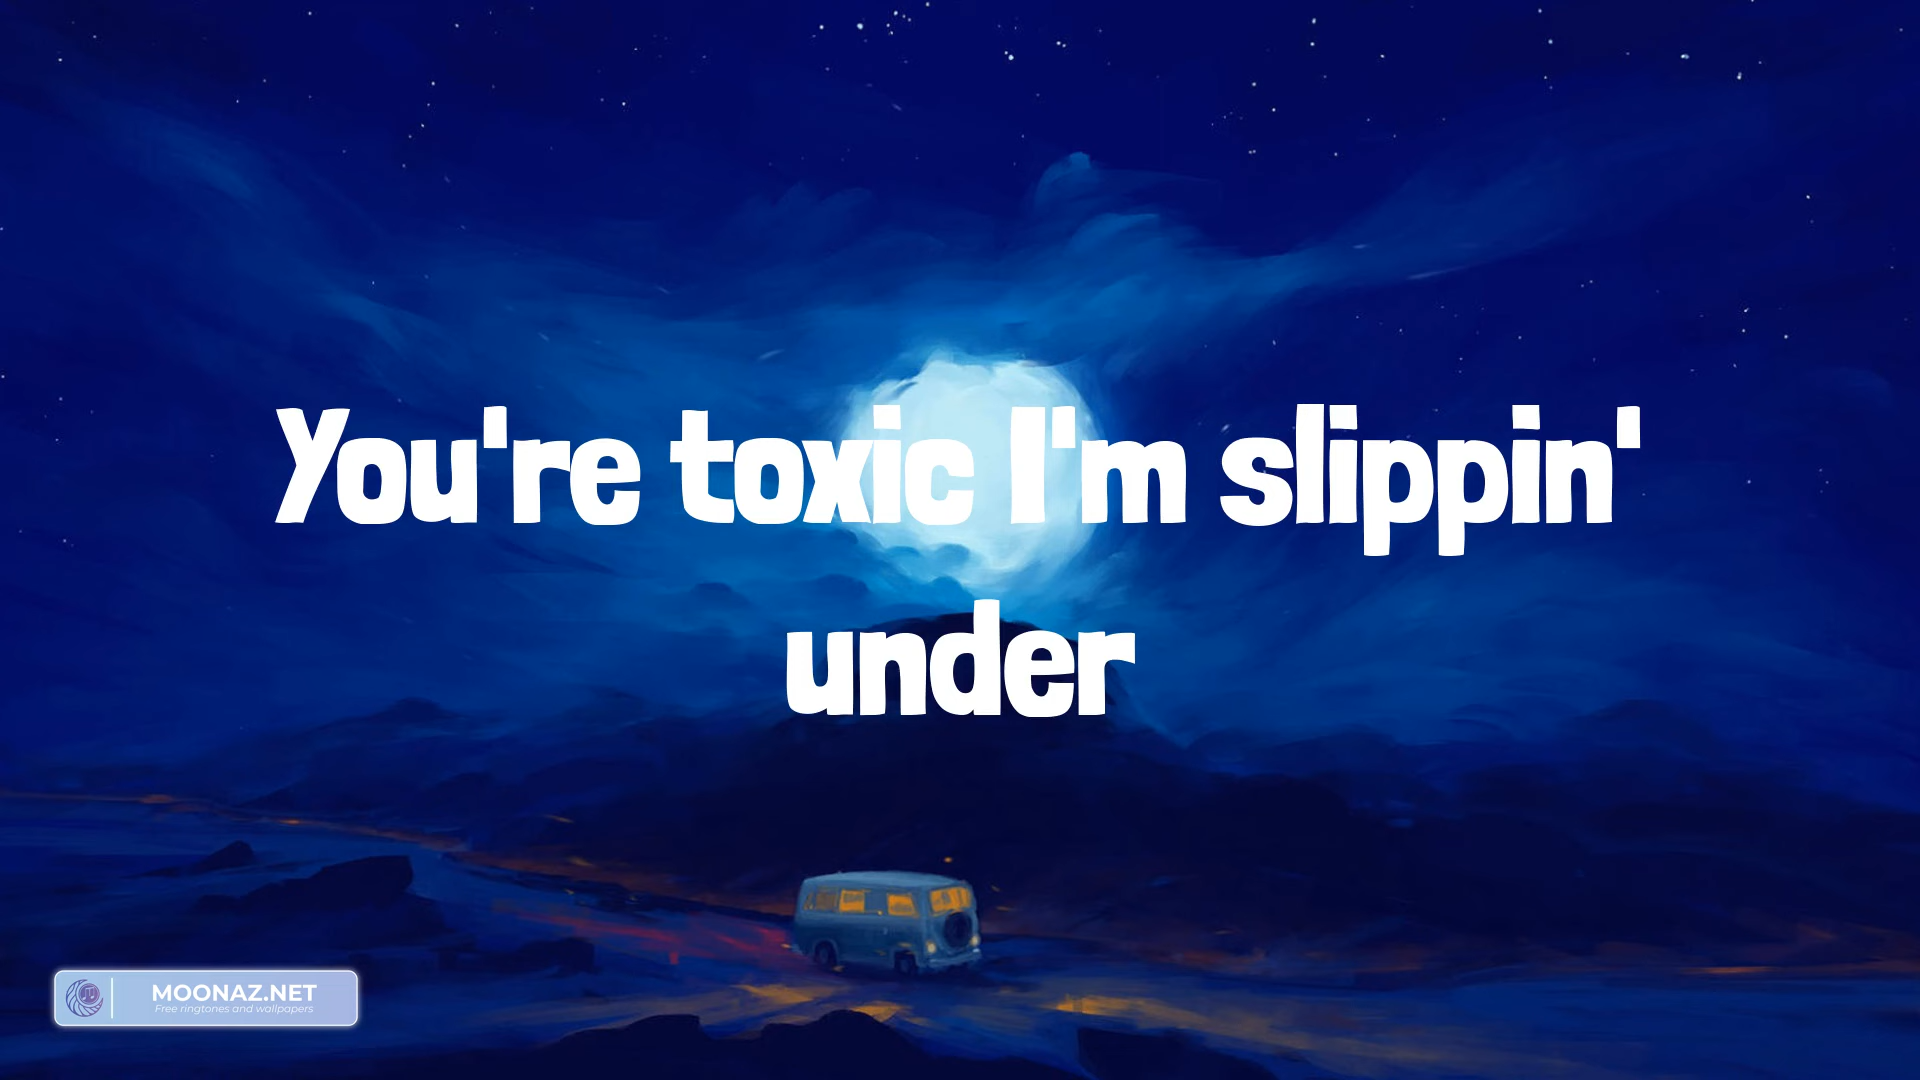 You're toxic I'm slippin'
under
MOONAZ.NET
Free ringtones and wallpapers